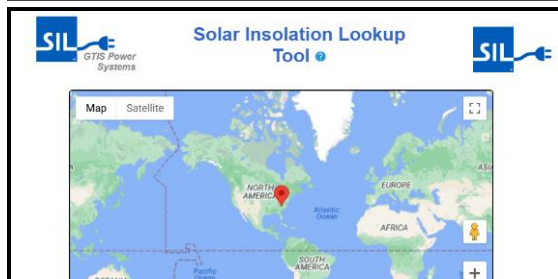 SIL
GTIS Power
Systems
Solar Insolation Lookup
Tool ?
SIL
Map
Satellite
NORTH
AMERICA
Atlantic
Ocean
EUROPE
ASI
AFRICA
SOUTH
AMERICA
Pacific
Ocean
+